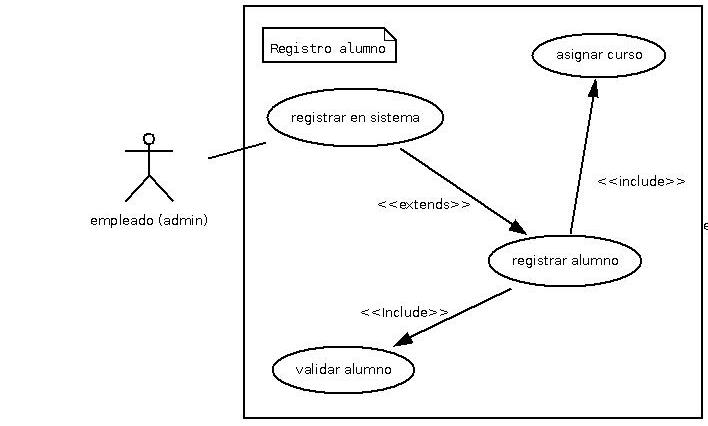 Registro alumno
asignar curso
registrar en sistema
<<include>>
<<extends>>
empleado (admin)
registrar alumno
<<Include>>
validar alumno